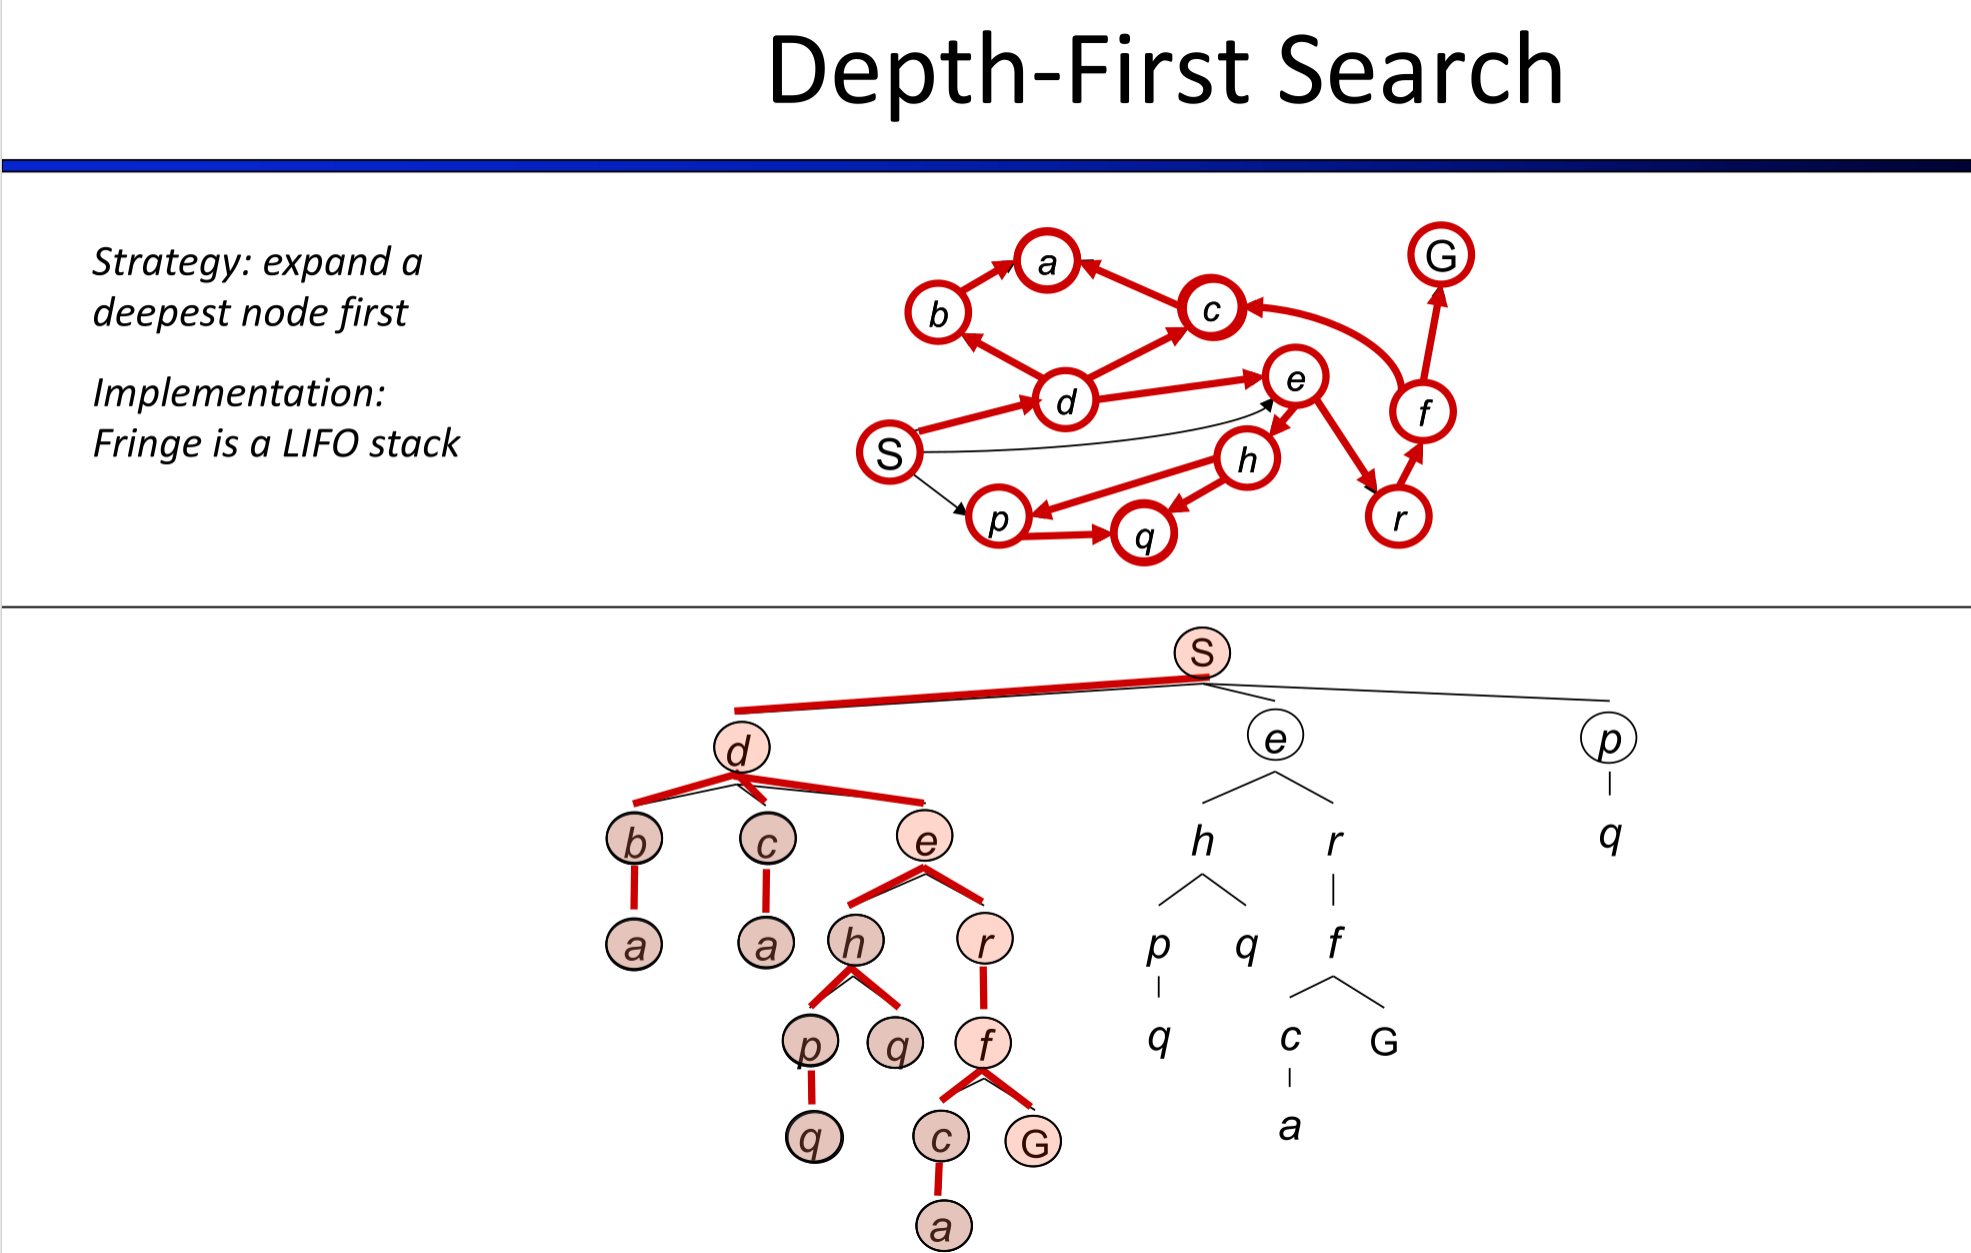 Depth-First Search
Strategy: expand a
deepest node first
Implementation:
Fringe is a LIFO stack
G
a
c
b
e
d
f
S
h
p
q
r
S
d
e
p
b
c
e
h
r
q
a
a
h
r
p
q
f
p
q
f
q
c
G
q
c
G
a
a